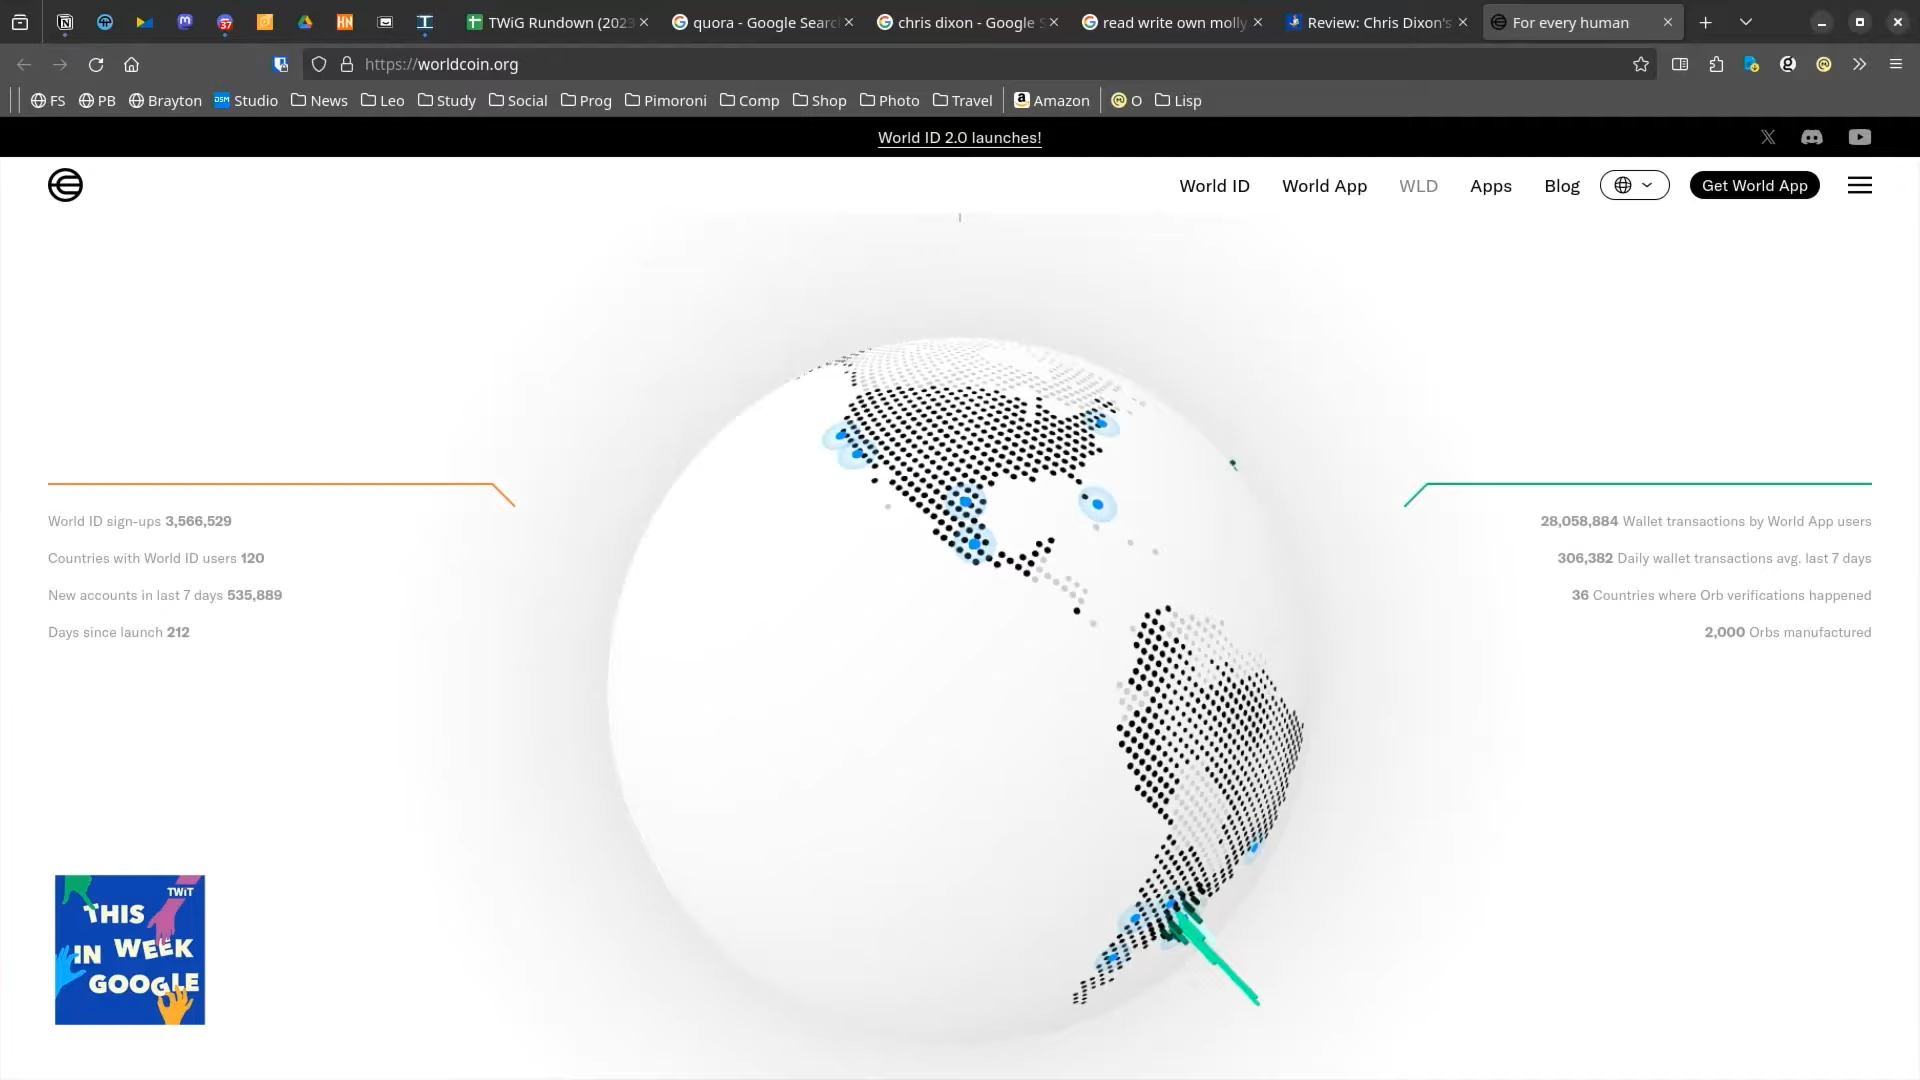 TWiG Rundown (2023
quora - Google Searc
chris dixon - Google S
read write own molly
Review: Chris Dixon's
For every human
https://worldcoin.org
FS
PB
Brayton
DSM Studio
News
Leo
Study
Social
Prog
Pimoroni
Comp
Shop
Photo
Travel
Amazon
O
Lisp
World ID 2.0 launches!
World ID
World App
WLD
Apps
Blog
Get World App
World ID sign-ups 3,566,529
Countries with World ID users 120
New accounts in last 7 days 535,889
Days since launch 212
28,058,884 Wallet transactions by World App users
306,382 Daily wallet transactions avg. last 7 days
36 Countries where Orb verifications happened
2,000 Orbs manufactured
TWiT
THIS
IN WEEK
GOOGLE